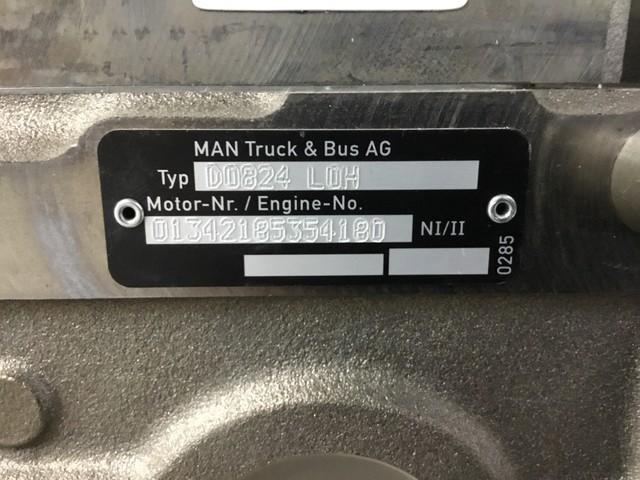 MAN Truck & Bus AG
Typ D0824 LOH
Motor-Nr. / Engine-No.
01342185354180 NI/II
0285